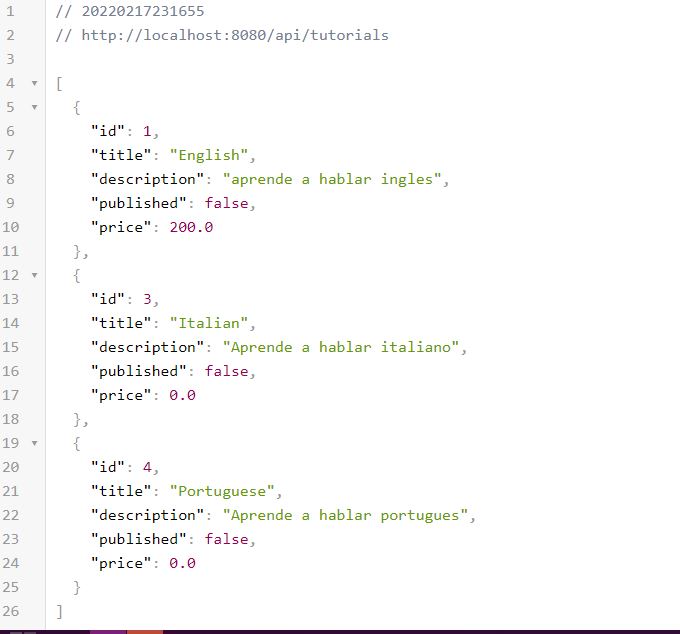 1 // 20220217231655
2 // http://localhost:8080/api/tutorials
3
4 [
5 {
6 "id": 1,
7 "title": "English",
8 "description": "aprende a hablar ingles",
9 "published": false,
10 "price": 200.0
11 },
12 {
13 "id": 3,
14 "title": "Italian",
15 "description": "Aprende a hablar italiano",
16 "published": false,
17 "price": 0.0
18 },
19 {
20 "id": 4,
21 "title": "Portuguese",
22 "description": "Aprende a hablar portugues",
23 "published": false,
24 "price": 0.0
25 }
26 ]